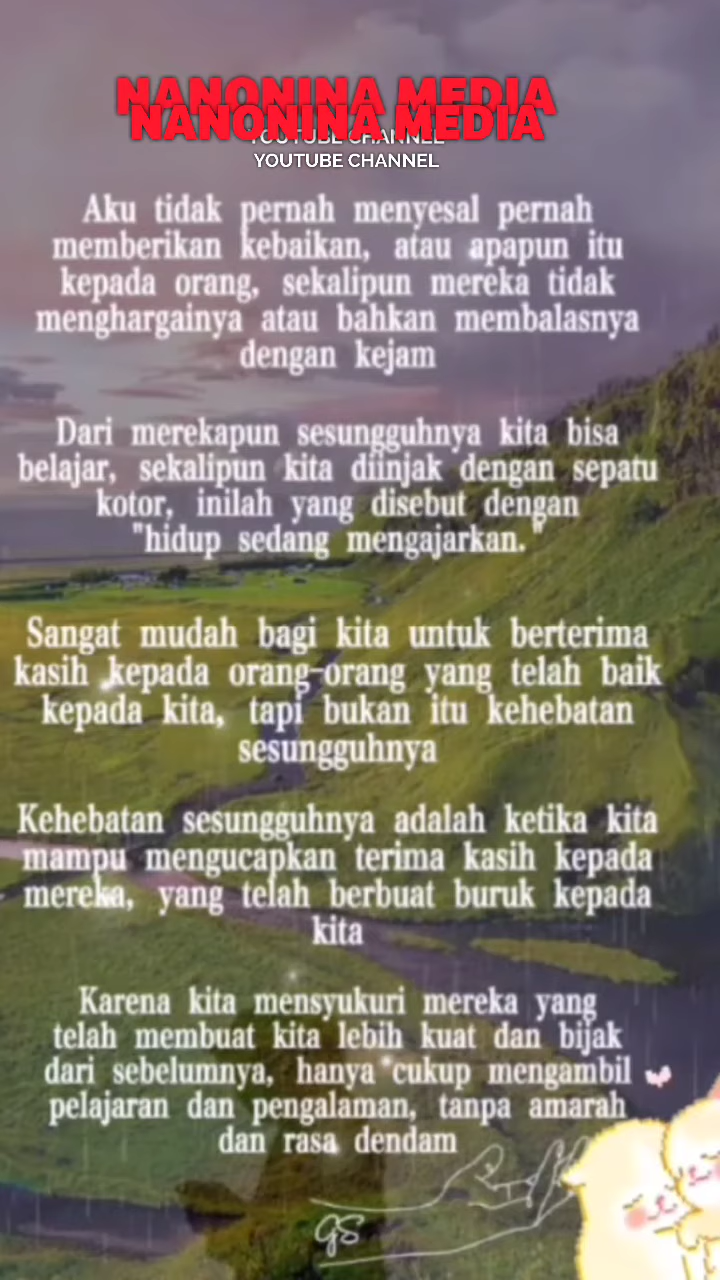 NANONINA MEDIA
NANONINA MEDIA
YOUTUBE CHANNEL
YOUTUBE CHANNEL
Aku tidak pernah menyesal pernah
memberikan kebaikan, atau apapun itu
kepada orang, sekalipun mereka tidak
menghargainya atau bahkan membalasnya
dengan kejam
Dari merekapun sesungguhnya kita bisa
belajar, sekalipun kita diinjak dengan sepatu
kotor, inilah yang disebut dengan
"hidup sedang mengajarkan."
Sangat mudah bagi kita untuk berterima
kasih kepada orang-orang yang telah baik
kepada kita, tapi bukan itu kehebatan
sesungguhnya
Kehebatan sesungguhnya adalah ketika kita
mampu mengucapkan terima kasih kepada
mereka, yang telah berbuat buruk kepada
kita
Karena kita mensyukuri mereka yang
telah membuat kita lebih kuat dan bijak
dari sebelumnya, hanya cukup mengambil
pelajaran dan pengalaman, tanpa amarah
dan rasa dendam